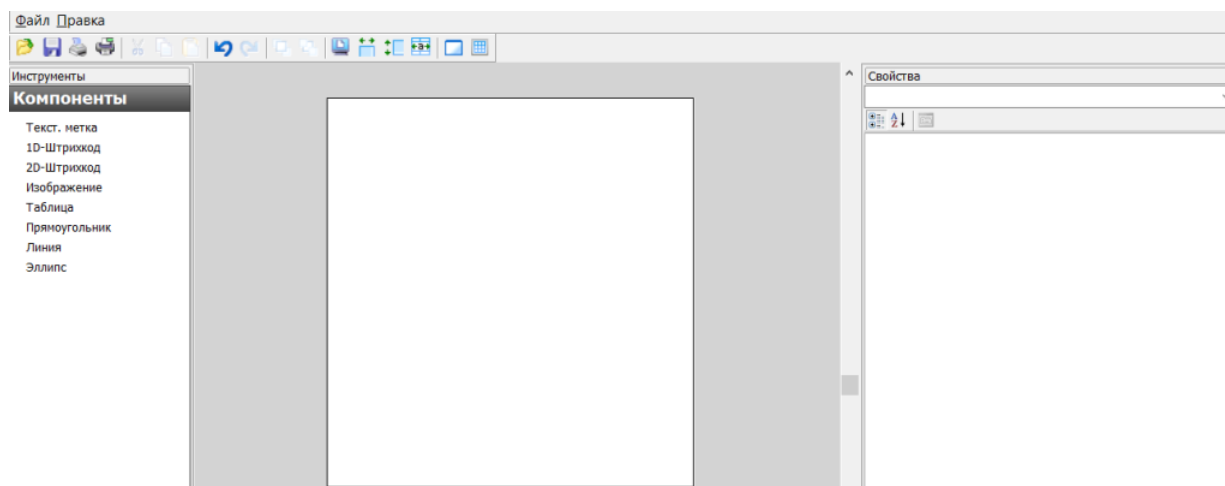 Файл Правка
Инструменты
Компоненты
Текст. метка
1D-Штрихкод
2D-Штрихкод
Изображение
Таблица
Прямоугольник
Линия
Эллипс
Свойства